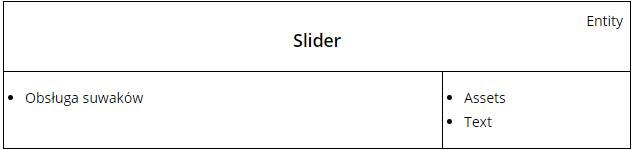 Entity
Slider
Obsługa suwaków
Assets
Text